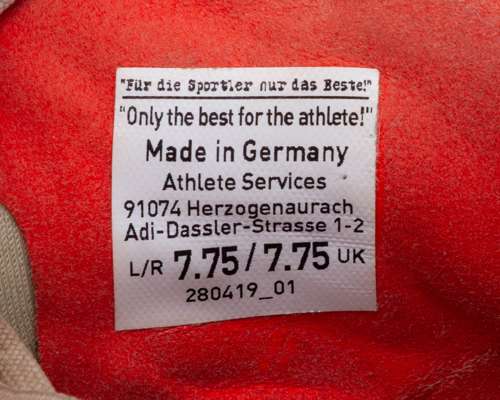 "Für die Sportler nur das Beste!"
"Only the best for the athlete!"
Made in Germany
Athlete Services
91074 Herzogenaurach
Adi-Dassler-Strasse 1-2
L/R 7.75/7.75 UK
280419_01